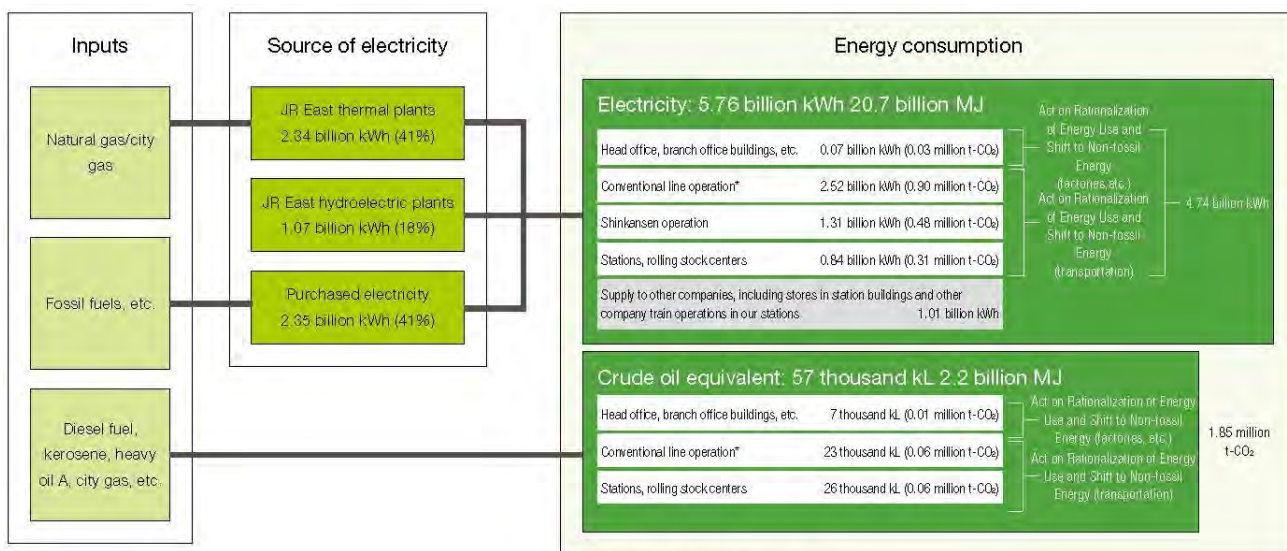 Inputs
Natural gas/city
gas
Fossil fuels, etc.
Diesel fuel,
kerosene, heavy
oil A, city gas, etc.
Source of electricity
JR East thermal plants
2.34 billion kWh (41%)
JR East hydroelectric plants
1.07 billion kWh (18%)
Purchased electricity
2.35 billion kWh (41%)
Energy consumption
Electricity: 5.76 billion kWh 20.7 billion MJ
Head office, branch office buildings, etc. 0.07 billion kWh (0.03 million t-CO₂)
Conventional line operation* 2.52 billion kWh (0.90 million t-CO₂)
Shinkansen operation 1.31 billion kWh (0.48 million t-CO₂)
Stations, rolling stock centers 0.84 billion kWh (0.31 million t-CO₂)
Supply to other companies, including stores in station buildings and other
company train operations in our stations 1.01 billion kWh
Act on Rationalization
of Energy Use and
Shift to Non-fossil
Energy
(factories, etc.)
Act on Rationalization
of Energy Use and
Shift to Non-fossil
Energy
(transportation)
4.74 billion kWh
Crude oil equivalent: 57 thousand kL 2.2 billion MJ
Head office, branch office buildings, etc. 7 thousand kL (0.01 million t-CO₂)
Conventional line operation* 23 thousand kL (0.06 million t-CO₂)
Stations, rolling stock centers 26 thousand kL (0.06 million t-CO₂)
Act on Rationalization of Energy
Use and Shift to Non-fossil
Energy (factories, etc.)
Act on Rationalization of Energy
Use and Shift to Non-fossil
Energy (transportation)
1.85 million
t-CO₂